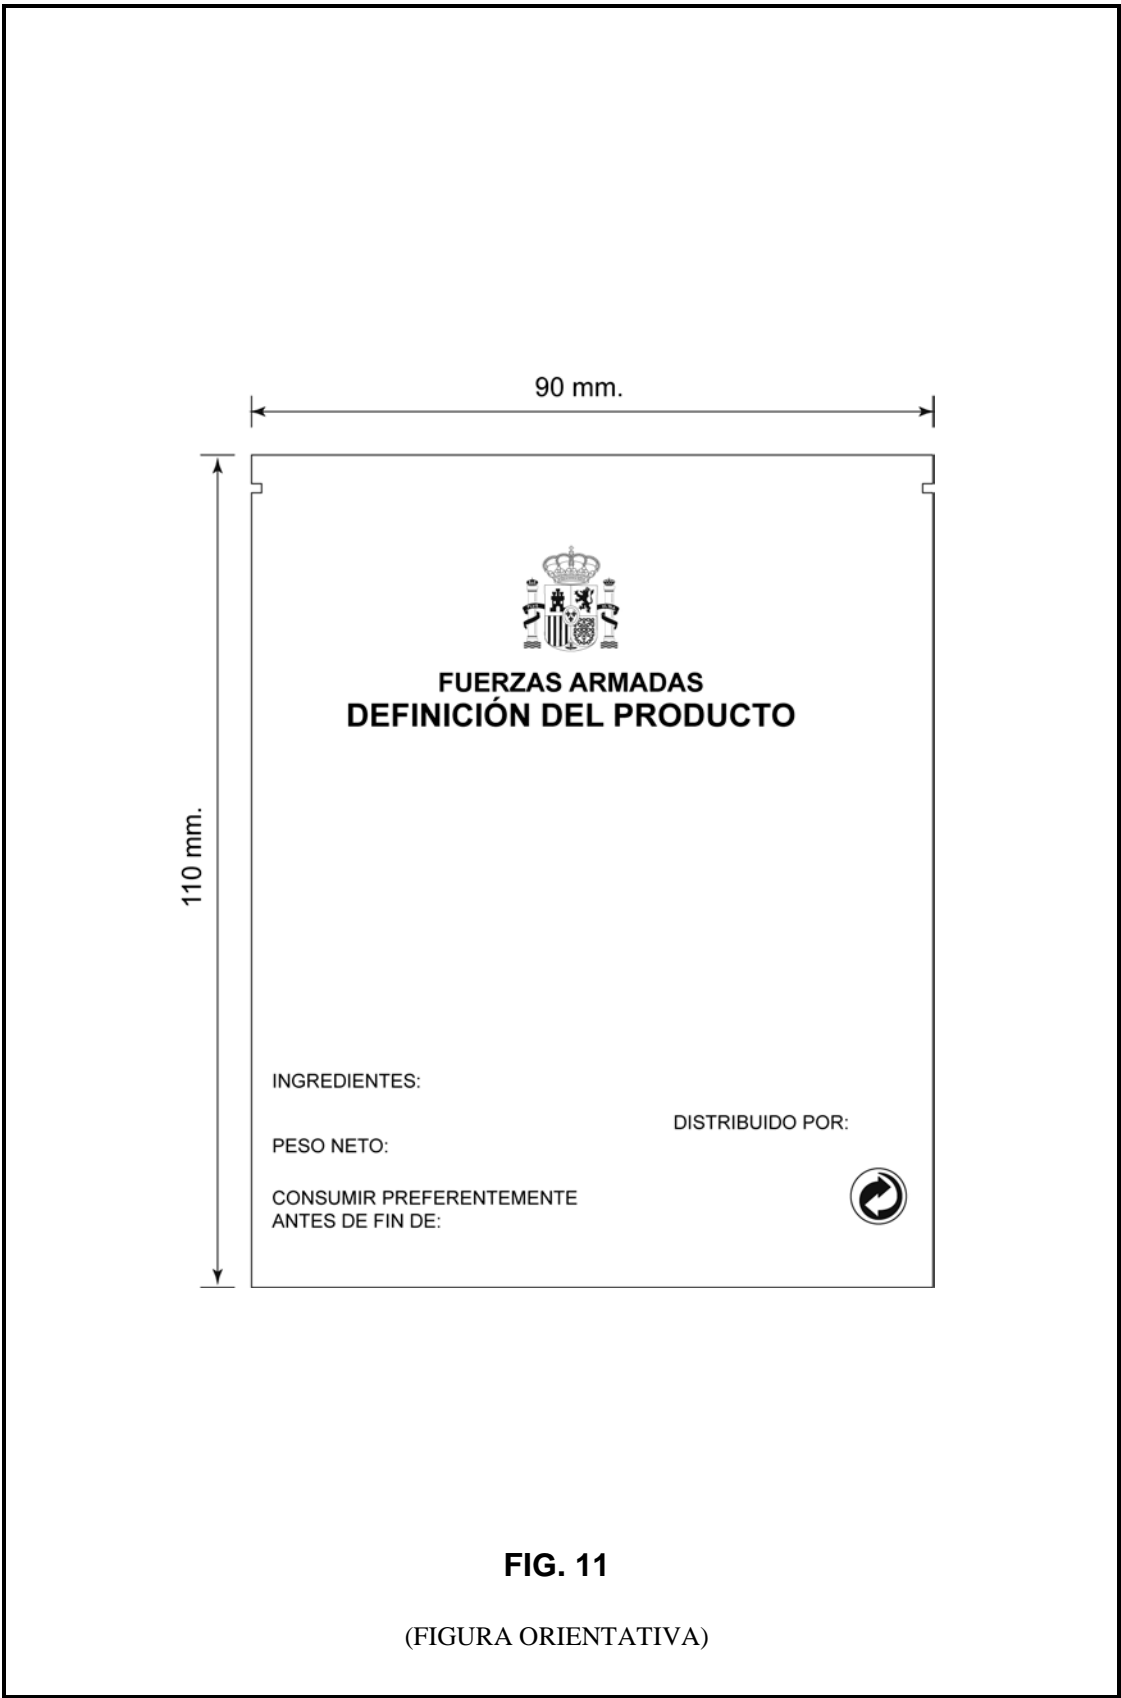 90 mm.
110 mm.
FUERZAS ARMADAS
DEFINICIÓN DEL PRODUCTO
INGREDIENTES:
DISTRIBUIDO POR:
PESO NETO:
CONSUMIR PREFERENTEMENTE
ANTES DE FIN DE:
FIG. 11
(FIGURA ORIENTATIVA)